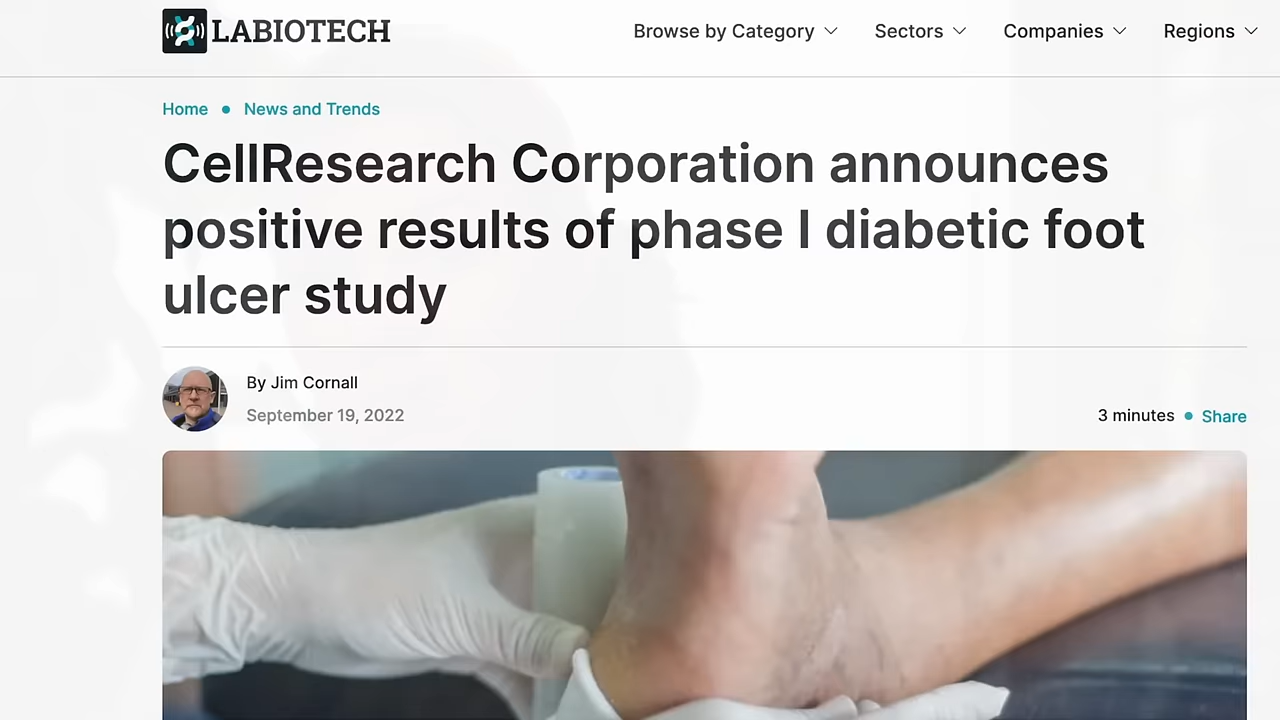 LABIOTECH
Browse by Category Sectors Companies Regions
Home • News and Trends
CellResearch Corporation announces
positive results of phase I diabetic foot
ulcer study
By Jim Cornall
September 19, 2022
3 minutes • Share